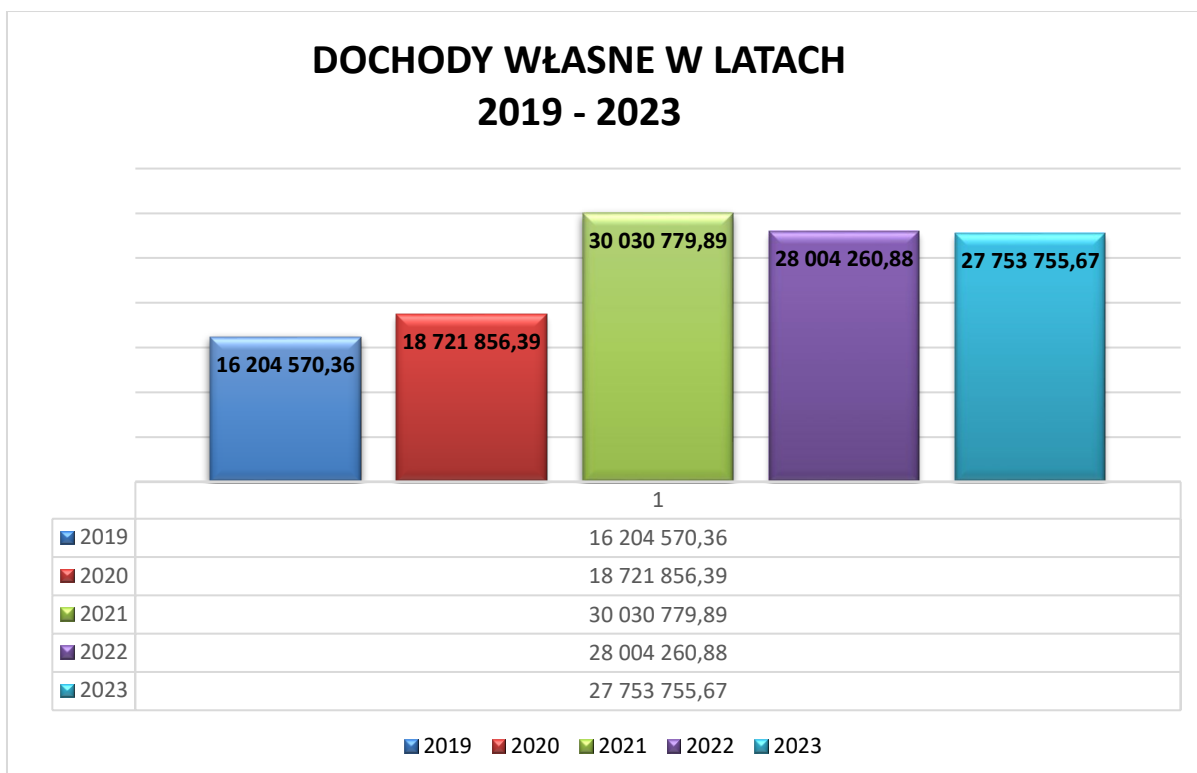 DOCHODY WŁASNE W LATACH
2019 - 2023
16 204 570,36
18 721 856,39
30 030 779,89
28 004 260,88
27 753 755,67
1
2019 16 204 570,36
2020 18 721 856,39
2021 30 030 779,89
2022 28 004 260,88
2023 27 753 755,67
2019 2020 2021 2022 2023